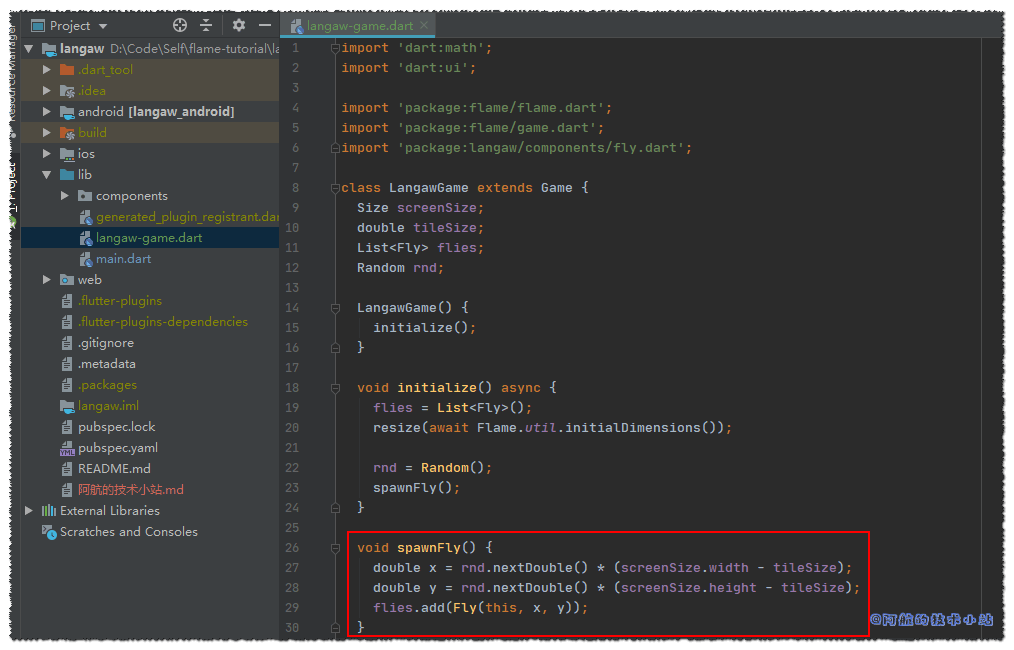 Project
langaw D:\Code\Self\flame-tutorial\la
.dart_tool
.idea
android [langaw_android]
build
ios
lib
components
generated_plugin_registrant.dar
langaw-game.dart
main.dart
web
.flutter-plugins
.flutter-plugins-dependencies
.gitignore
.metadata
.packages
langaw.iml
pubspec.lock
pubspec.yaml
README.md
阿航的技术小站.md
External Libraries
Scratches and Consoles
langaw-game.dart
1 import 'dart:math';
2 import 'dart:ui';
3
4 import 'package:flame/flame.dart';
5 import 'package:flame/game.dart';
6 import 'package:langaw/components/fly.dart';
7
8 class LangawGame extends Game {
9 Size screenSize;
10 double tileSize;
11 List<Fly> flies;
12 Random rnd;
13
14 LangawGame() {
15 initialize();
16 }
17
18 void initialize() async {
19 flies = List<Fly>();
20 resize(await Flame.util.initialDimensions());
21
22 rnd = Random();
23 spawnFly();
24 }
25
26 void spawnFly() {
27 double x = rnd.nextDouble() * (screenSize.width - tileSize);
28 double y = rnd.nextDouble() * (screenSize.height - tileSize);
29 flies.add(Fly(this, x, y));
30 }
@阿航的技术小站